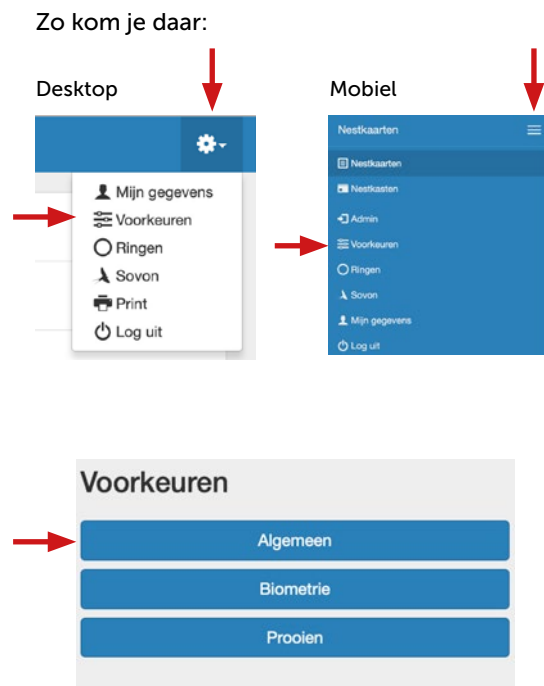 Zo kom je daar:
Desktop
Mijn gegevens
Voorkeuren
Ringen
Sovon
Print
Log uit
Mobiel
Nestkaarten
Nestkaarten
Nestkasten
Admin
Voorkeuren
Ringen
Sovon
Mijn gegevens
Log uit
Voorkeuren
Algemeen
Biometrie
Prooien